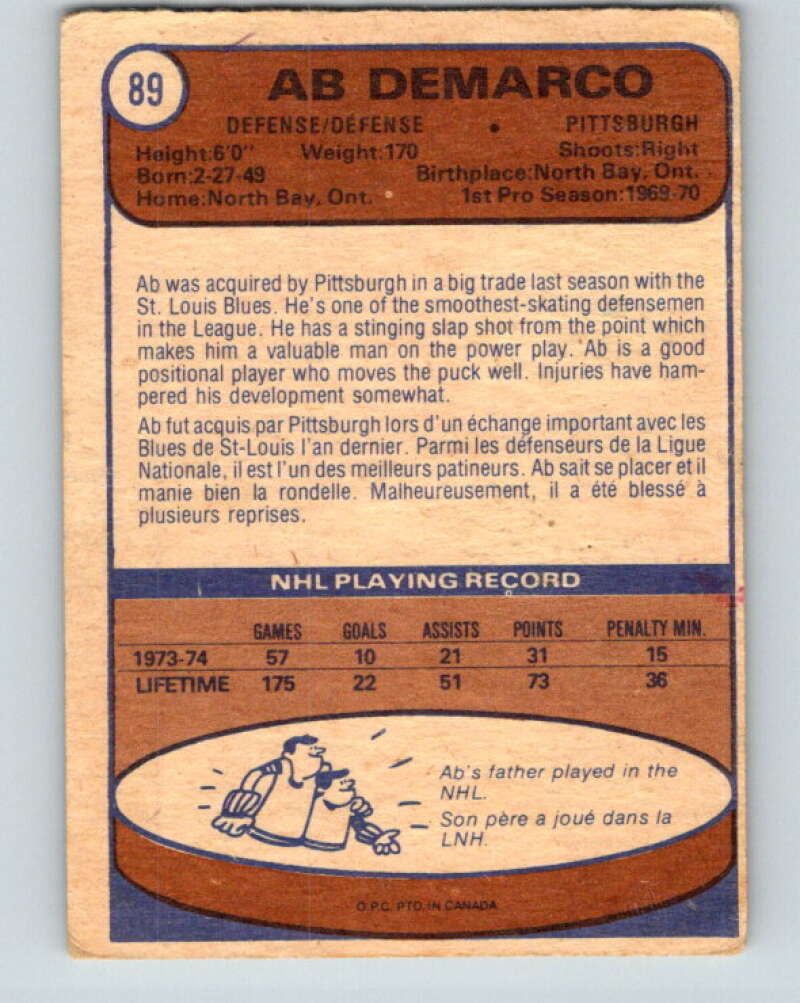 89
AB DEMARCO
DEFENSE/DÉFENSE • PITTSBURGH
Height:6'0" Weight:170 Shoots:Right
Born:2-27-49 Birthplace:North Bay, Ont.
Home:North Bay, Ont. 1st Pro Season:1969-70
Ab was acquired by Pittsburgh in a big trade last season with the
St. Louis Blues. He's one of the smoothest-skating defensemen
in the League. He has a stinging slap shot from the point which
makes him a valuable man on the power play. Ab is a good
positional player who moves the puck well. Injuries have ham-
pered his development somewhat.
Ab fut acquis par Pittsburgh lors d'un échange important avec les
Blues de St-Louis l'an dernier. Parmi les défenseurs de la Ligue
Nationale, il est l'un des meilleurs patineurs. Ab sait se placer et il
manie bien la rondelle. Malheureusement, il a été blessé à
plusieurs reprises.
NHL PLAYING RECORD
GAMES GOALS ASSISTS POINTS PENALTY MIN.
1973-74 57 10 21 31 15
LIFETIME 175 22 51 73 36
Ab's father played in the
NHL.
Son père a joué dans la
LNH.
O.P.C. PTD. IN CANADA